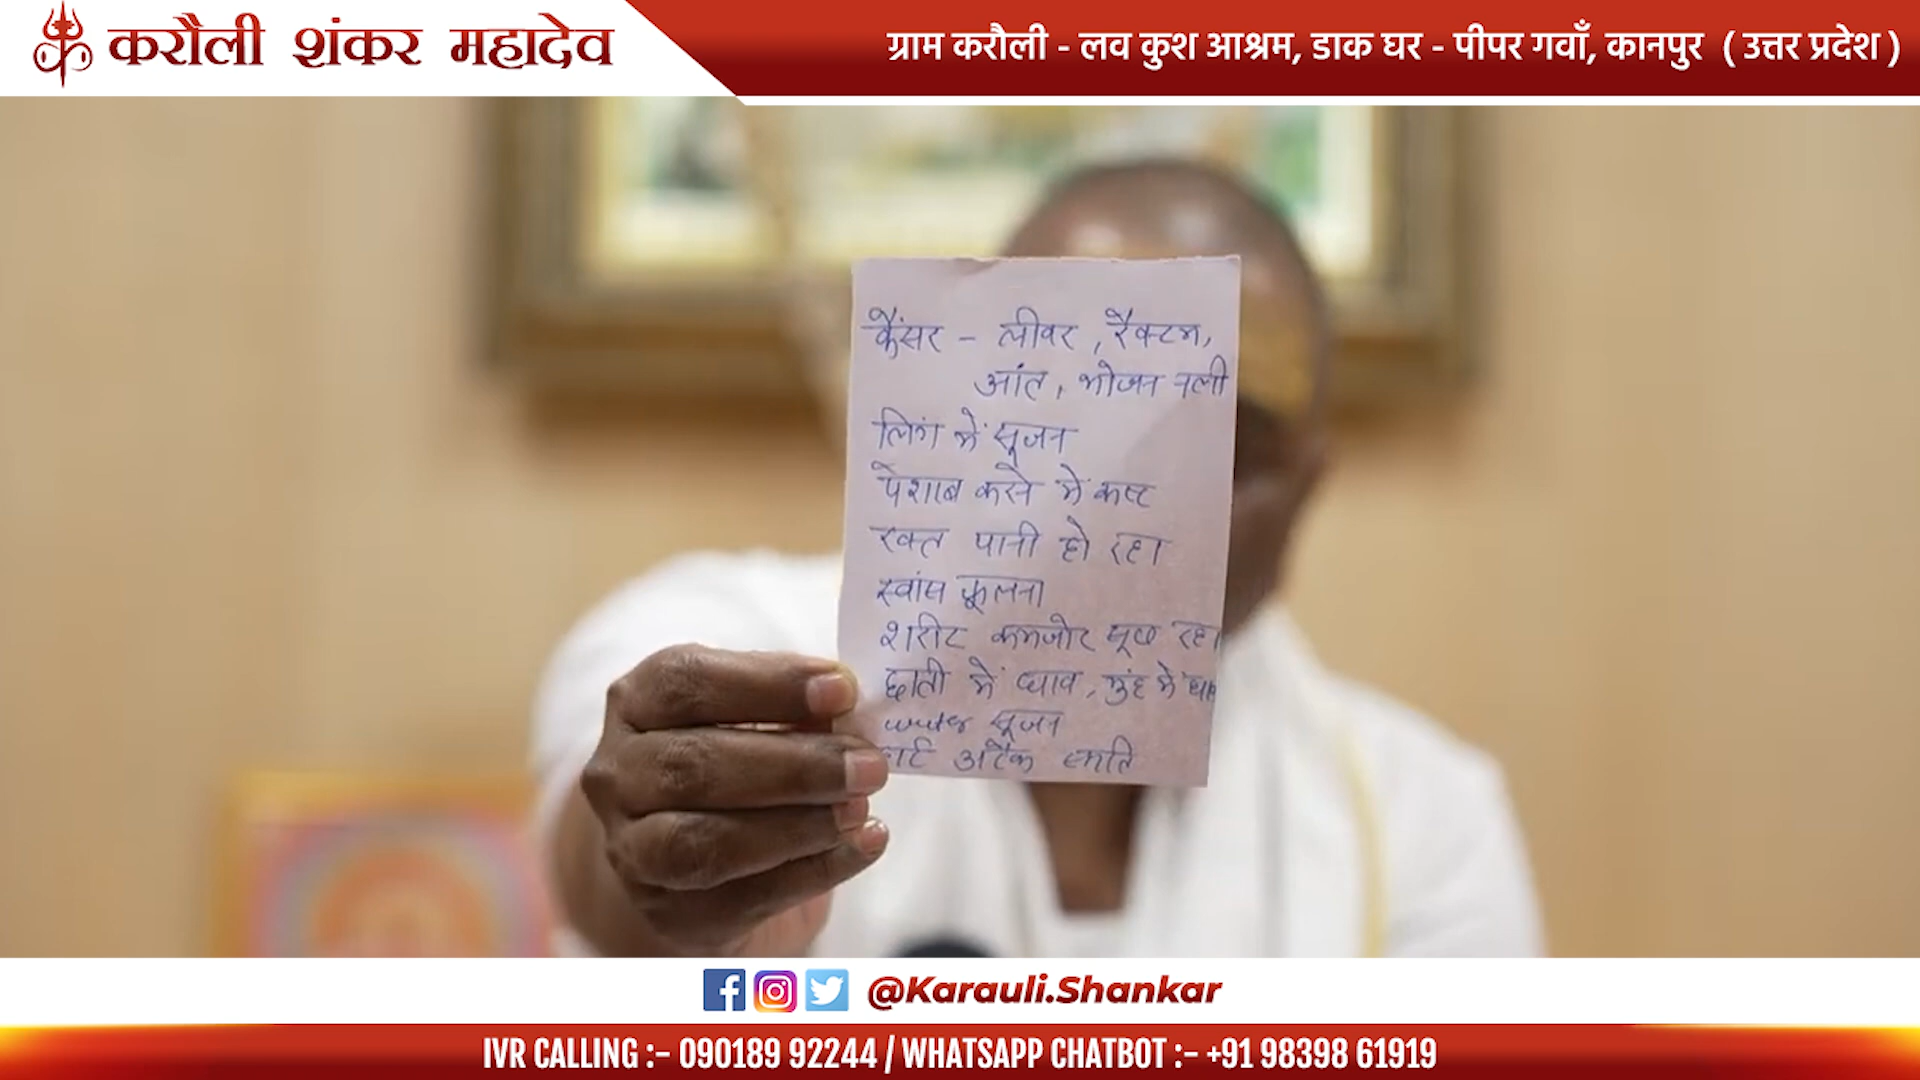 करौली शंकर महादेव
ग्राम करौली - लव कुश आश्रम, डाक घर - पीपर गवाँ, कानपुर ( उत्तर प्रदेश )
कैंसर - लीवर, रैक्टम,
आंत, भोजन नली
लिंग में सूजन
पेशाब करने में कष्ट
रक्त पानी हो रहा
स्वांस फूलना
शरीर कमजोर सूख रहा
छाती में घाव, मुंह में घाव
सूजन
हार्ट अटैक स्मृति
@Karauli.Shankar
IVR CALLING :- 090189 92244 / WHATSAPP CHATBOT :- +91 98398 61919